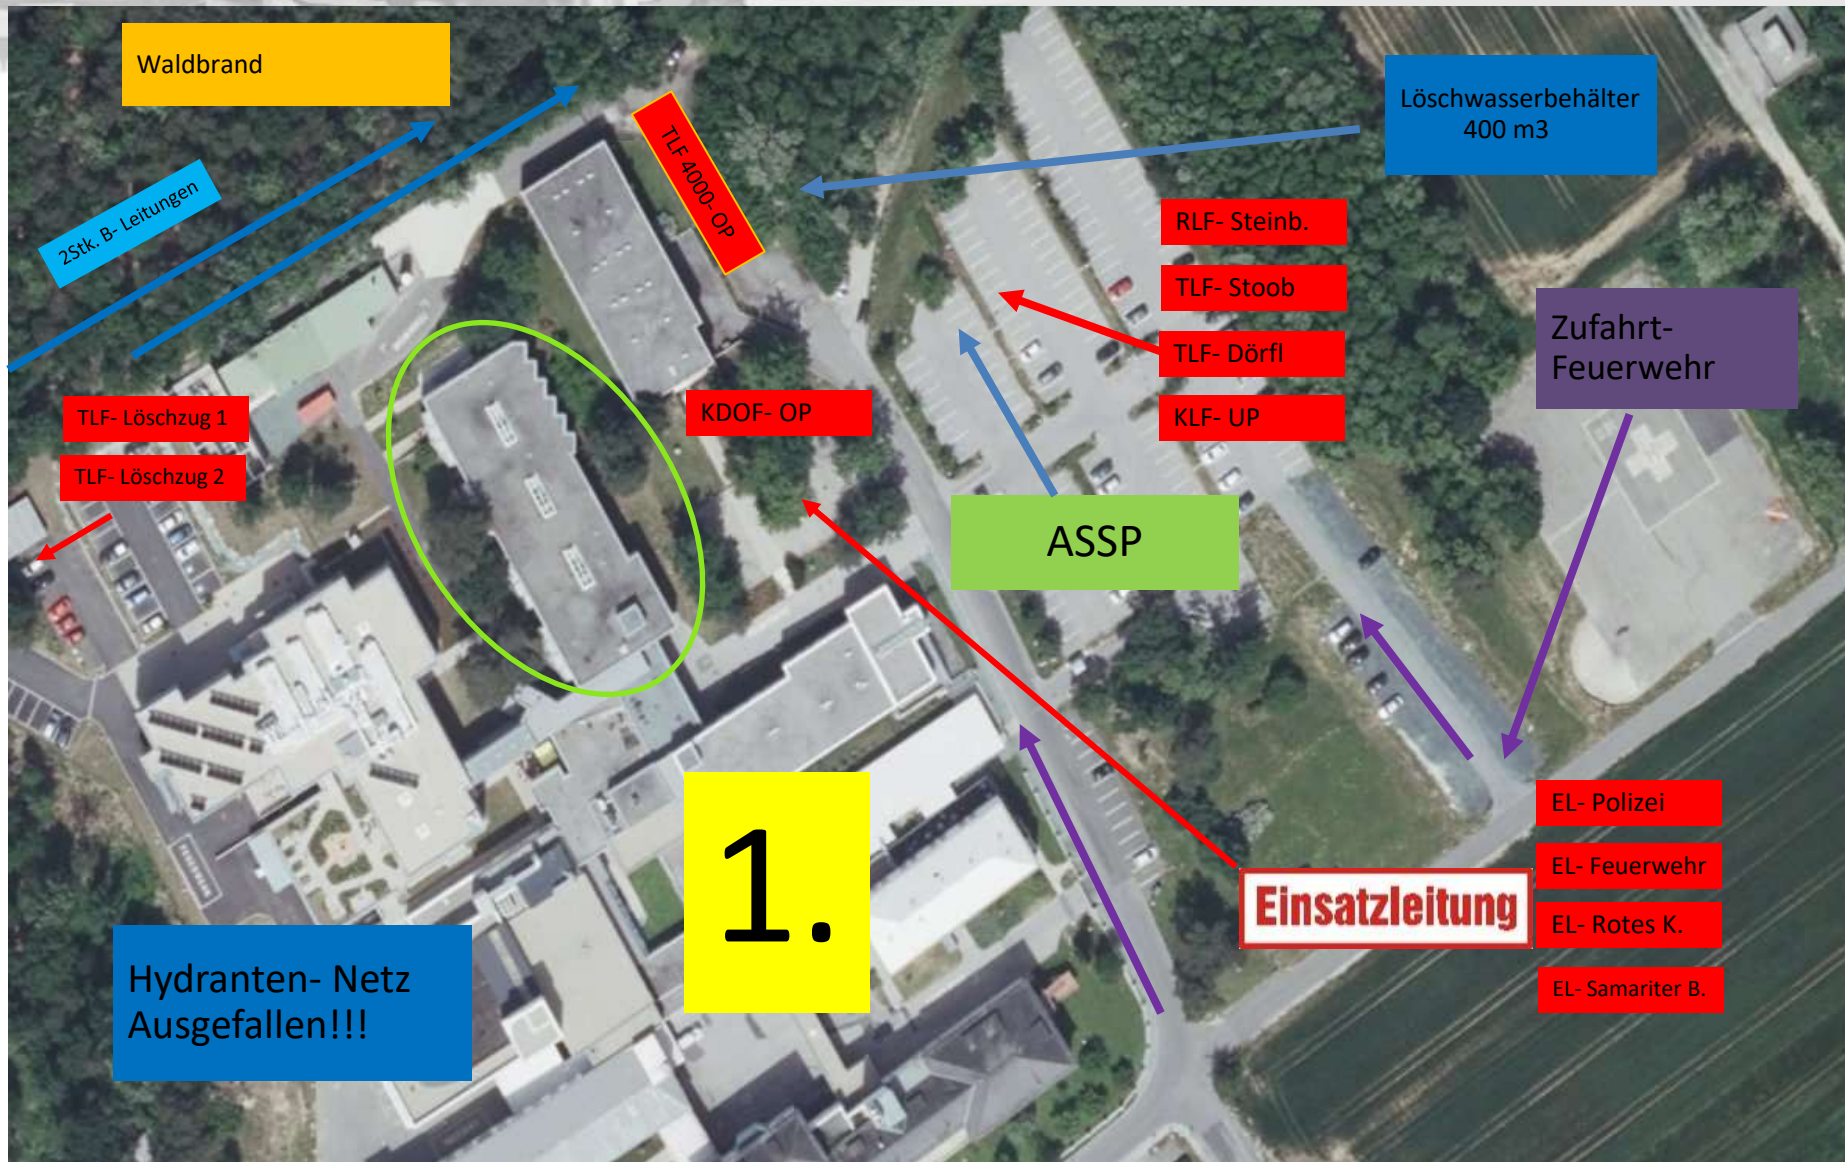 Waldbrand
Löschwasserbehälter
400 m3
2Stk. B- Leitungen
TLF 4000- OP
RLF- Steinb.
TLF- Stoob
TLF- Dörfl
KLF- UP
Zufahrt-
Feuerwehr
TLF- Löschzug 1
TLF- Löschzug 2
KDOF- OP
ASSP
1.
EL- Polizei
EL- Feuerwehr
Einsatzleitung
EL- Rotes K.
EL- Samariter B.
Hydranten- Netz
Ausgefallen!!!